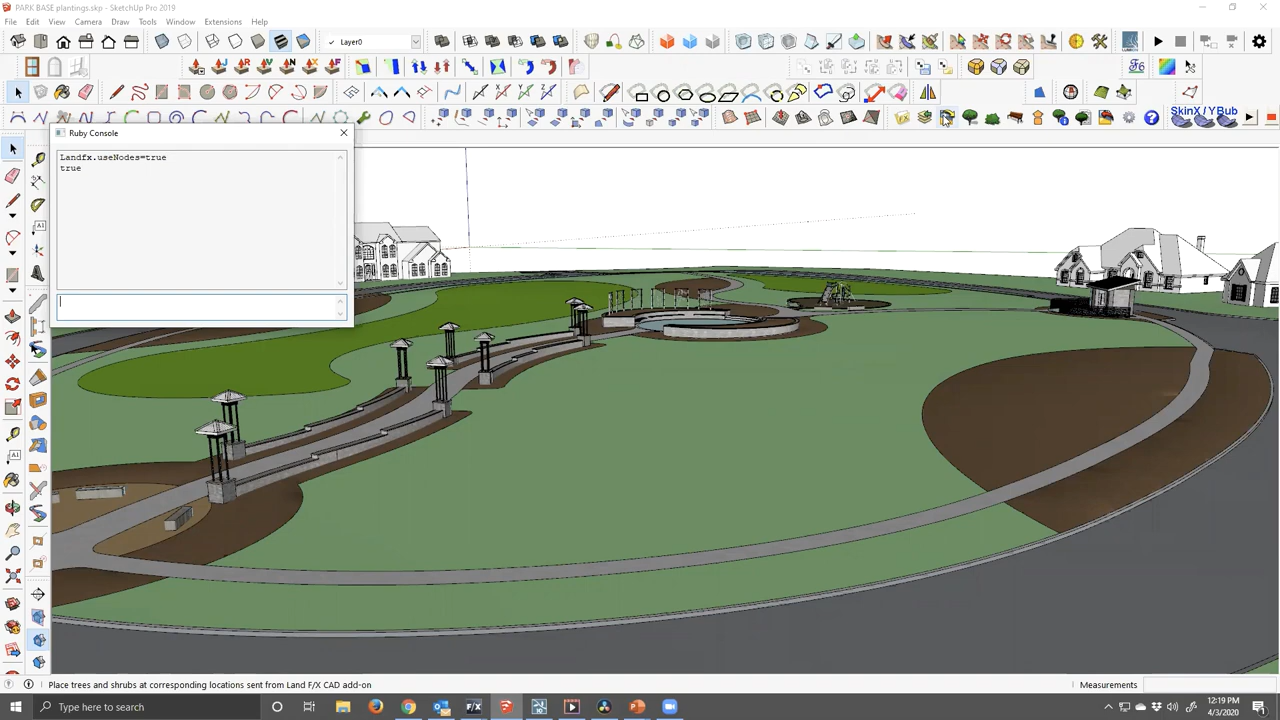 PARK BASE plantings.skp - SketchUp Pro 2019
File Edit View Camera Draw Tools Window Extensions Help
Layer0
SkinX / YBub
Ruby Console
Landfx.useNodes=true
true
Place trees and shrubs at corresponding locations sent from Land F/X CAD add-on
Measurements
Type here to search
12:19 PM
4/3/2020